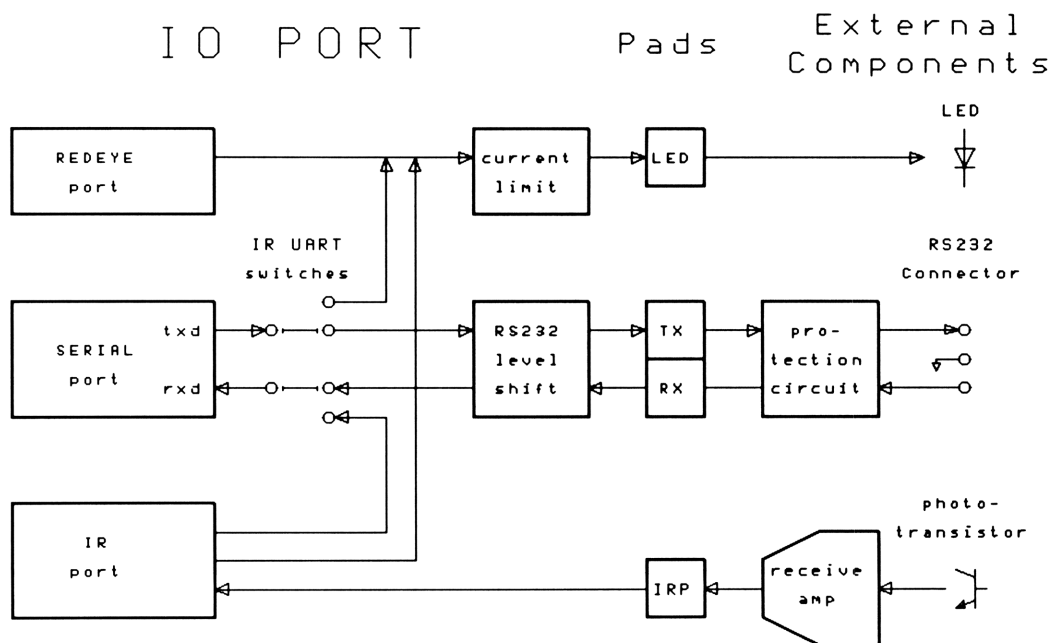 IO PORT
Pads
External
Components
LED
REDEYE
port
current
limit
LED
IR UART
switches
RS232
Connector
SERIAL
port
txd
rxd
RS232
level
shift
TX
RX
pro-
tection
circuit
IR
port
IRP
receive
amp
photo-
transistor